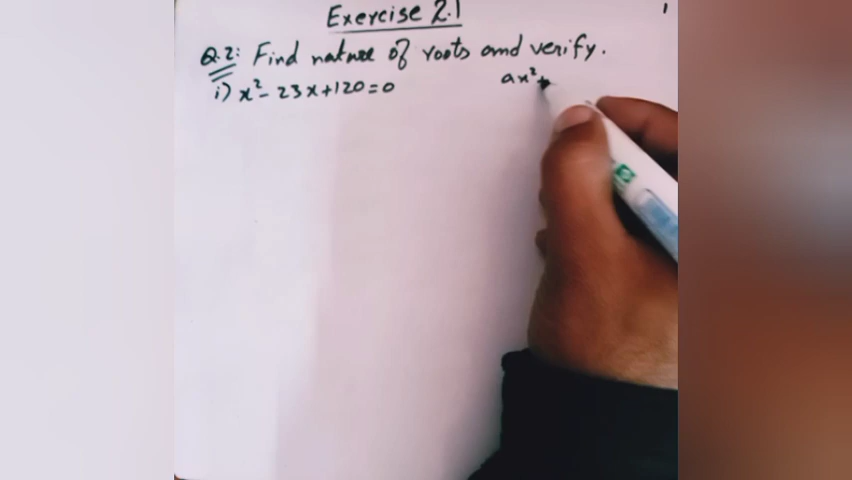 Exercise 2.1
Q.2: Find nature of roots and verify.
i) x² - 23x + 120 = 0
ax² +